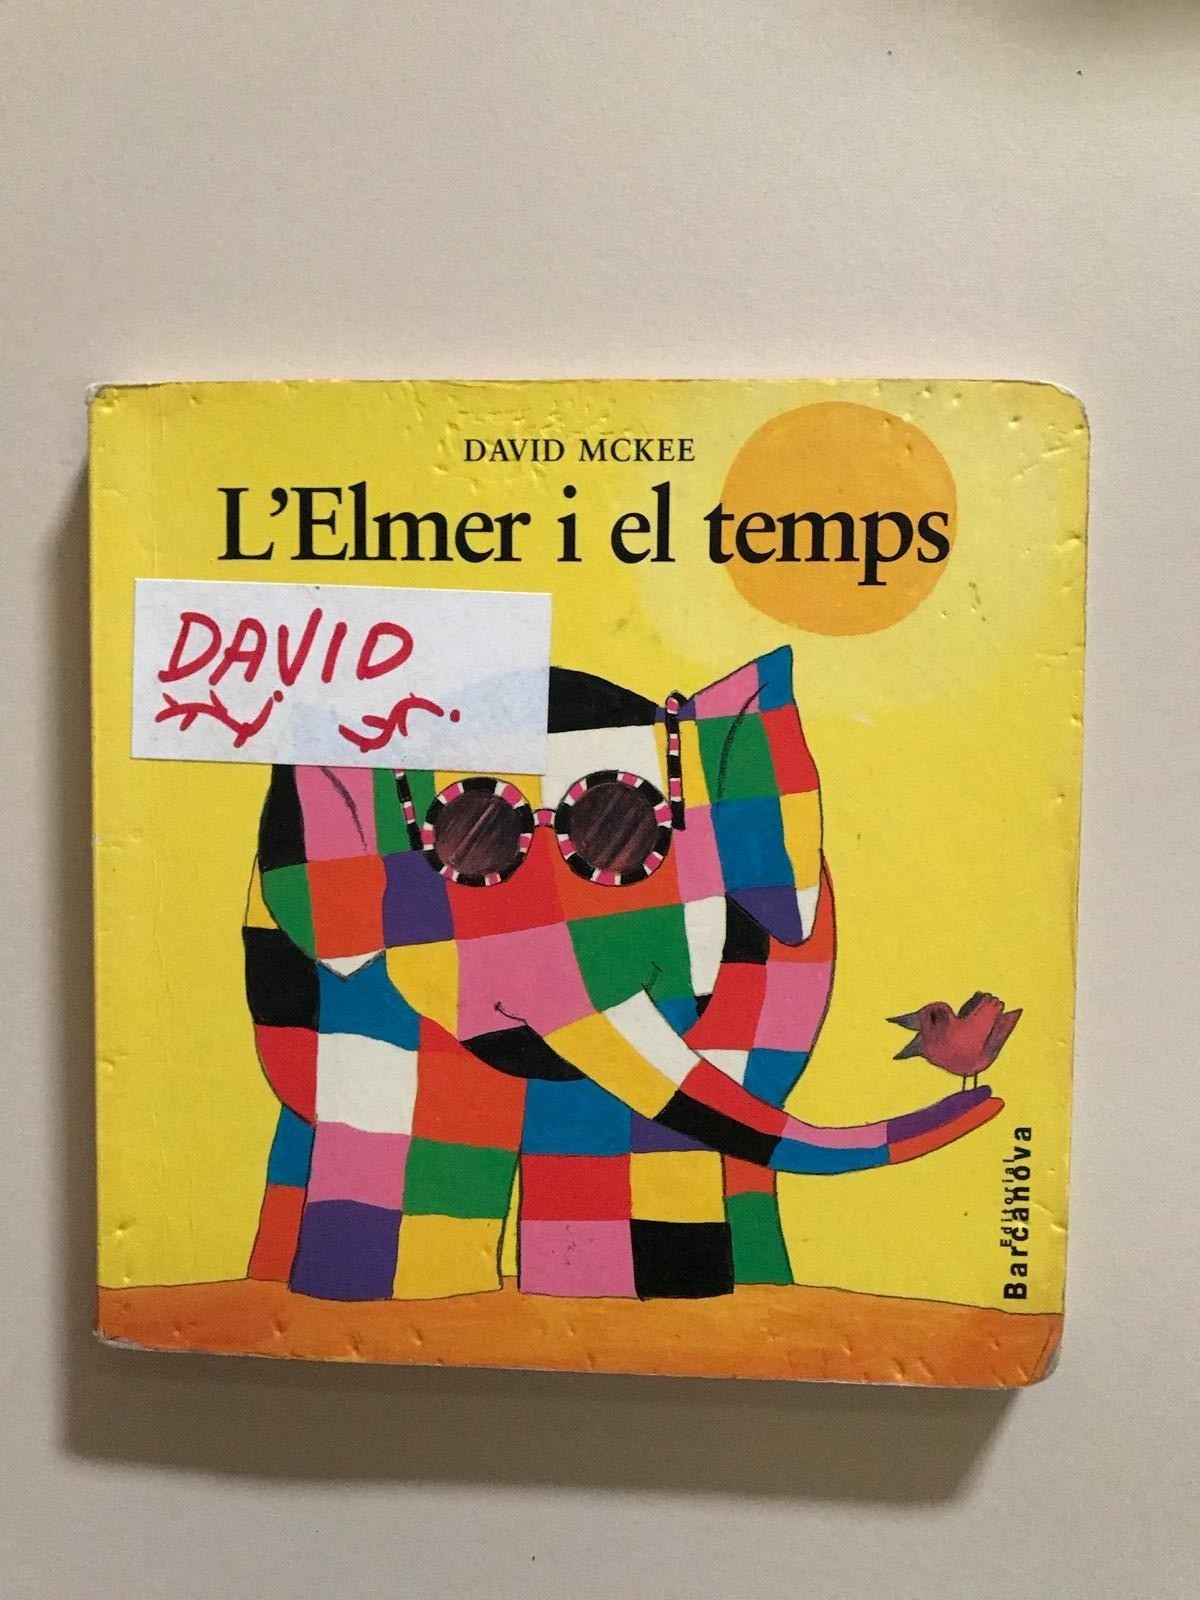 DAVID MCKEE
L'Elmer i el temps
DAVID
Editorial
Barcanova